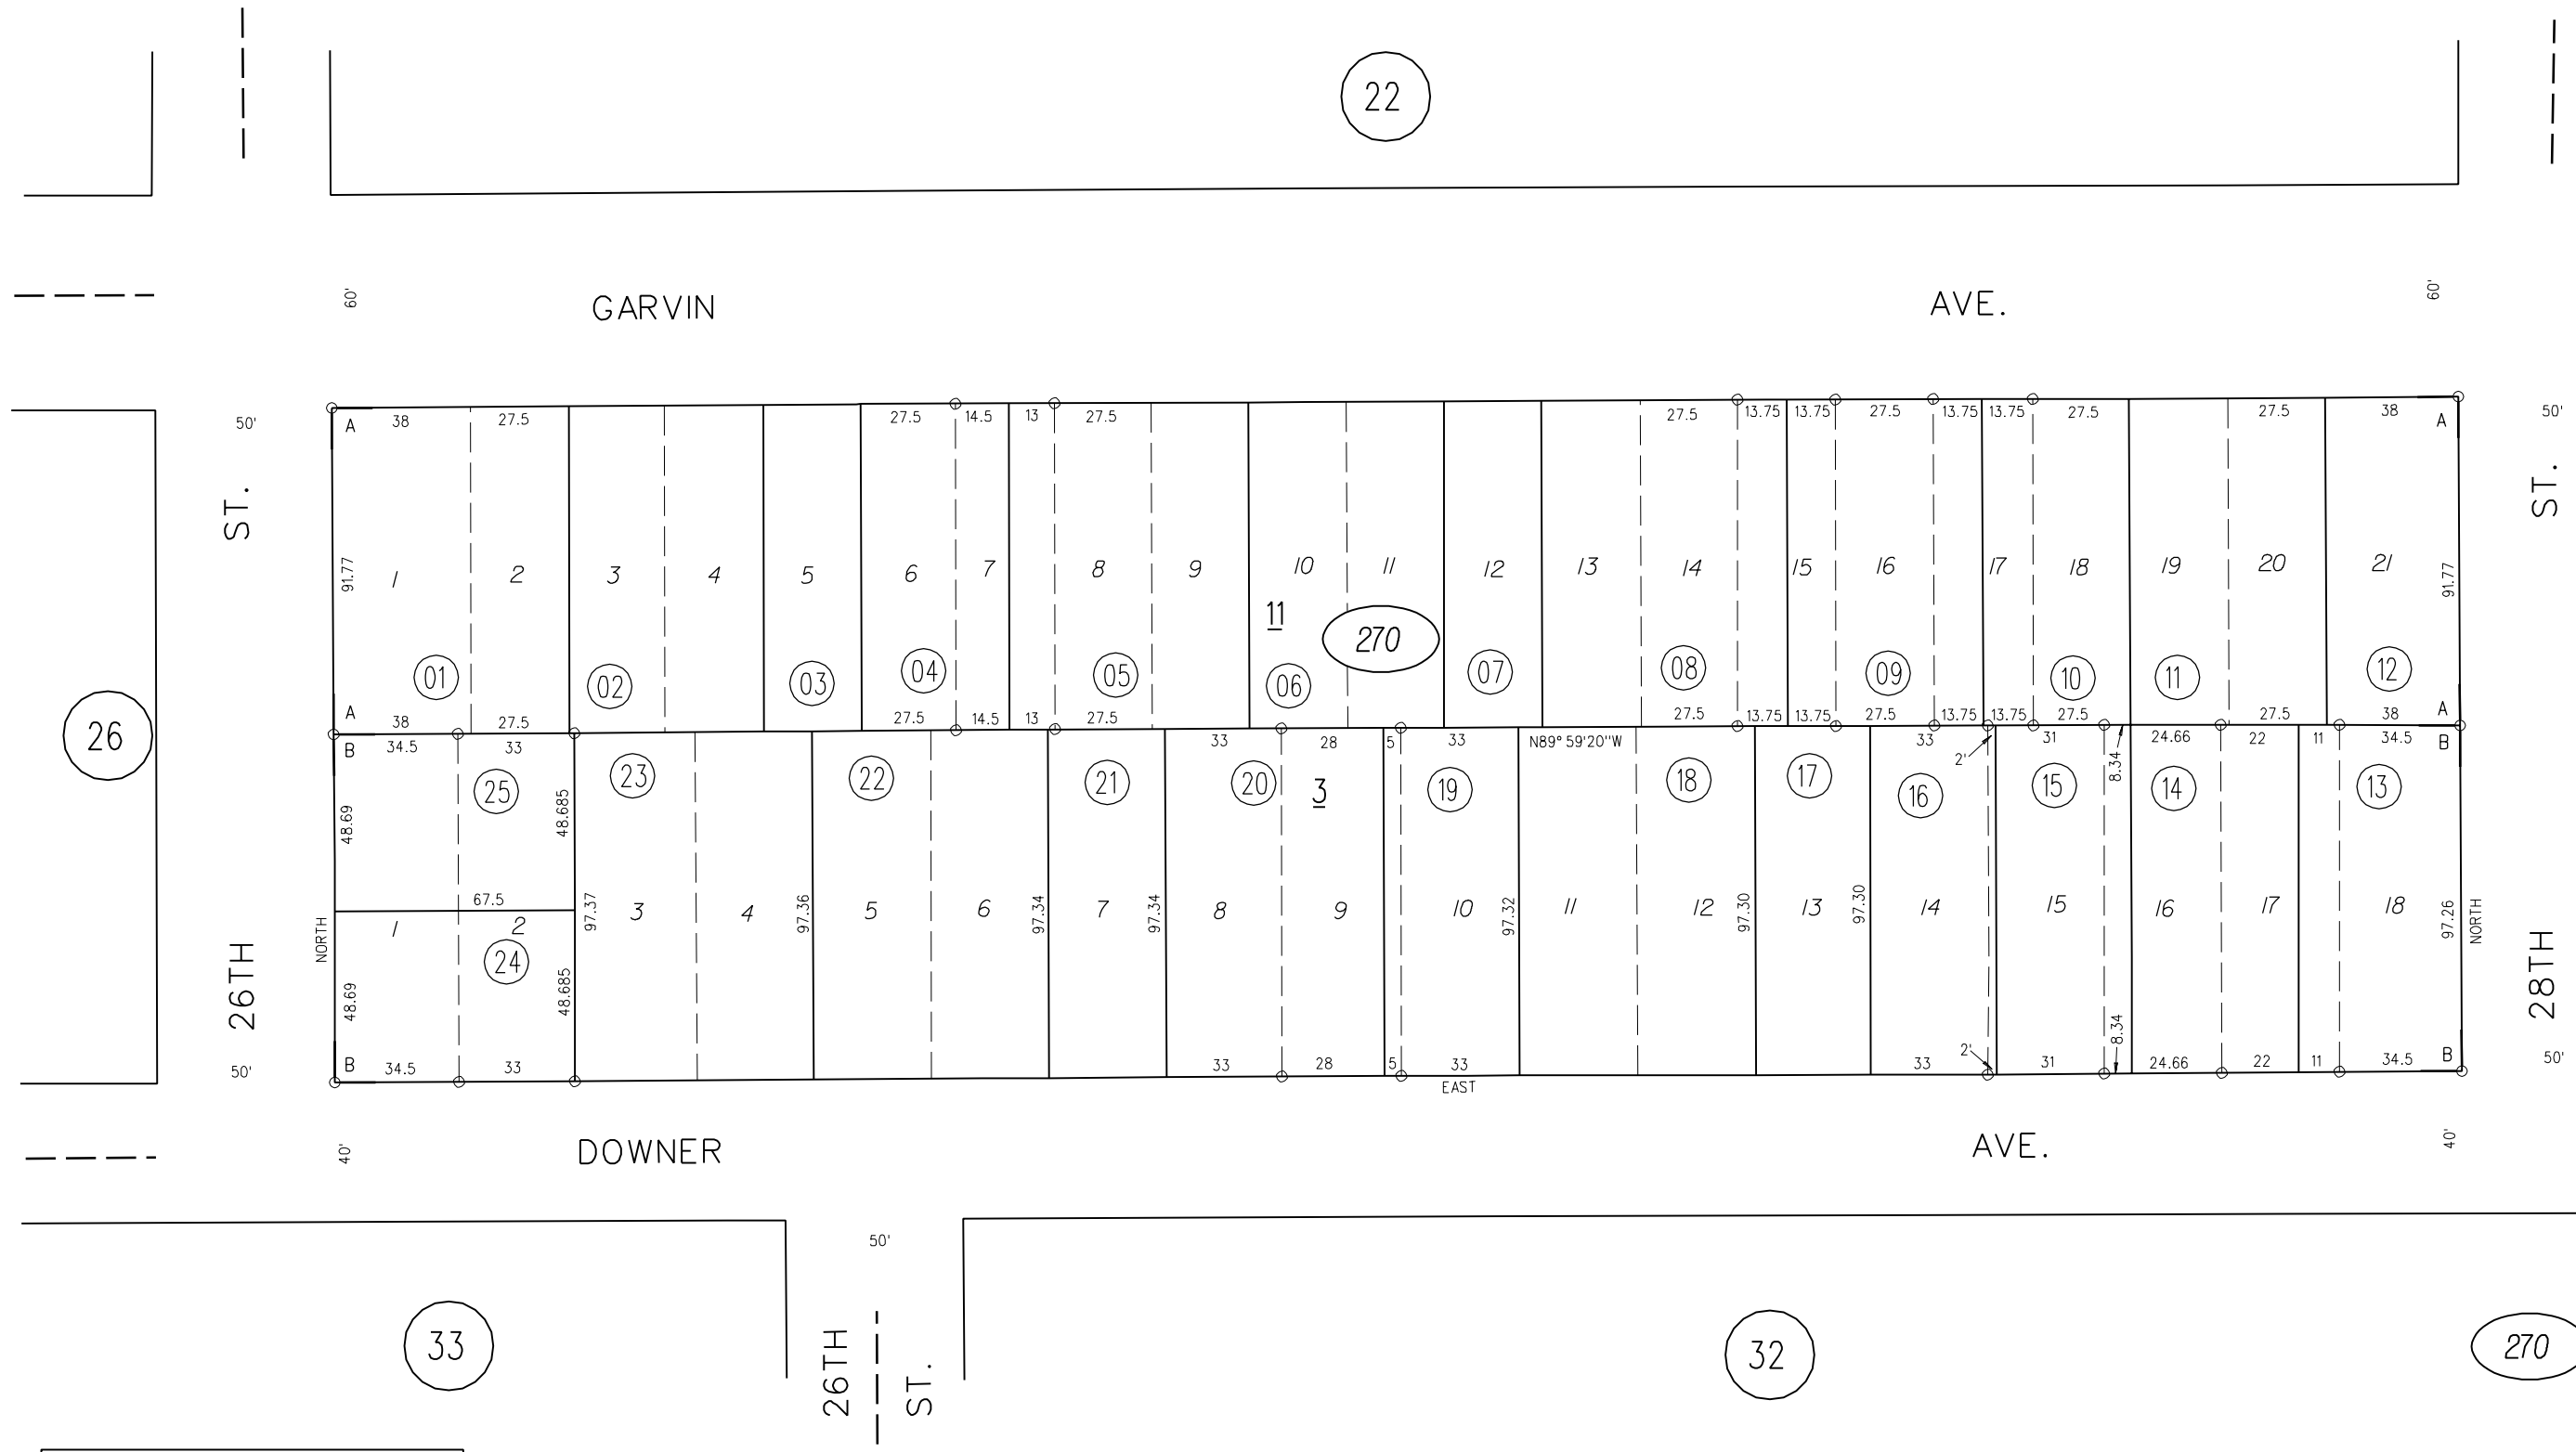 22
60' GARVIN AVE. 60'
50' 50'
ST. ST.
A 38 27.5 27.5 14.5 13 27.5 27.5 13.75 13.75 27.5 13.75 13.75 27.5 27.5 38 A
91.77 91.77
1 2 3 4 5 6 7 8 9 10 11 12 13 14 15 16 17 18 19 20 21
11 270
01 02 03 04 05 06 07 08 09 10 11 12
A 38 27.5 27.5 14.5 13 27.5 27.5 13.75 13.75 27.5 13.75 13.75 27.5 27.5 38 A
26
B 34.5 33 33 28 5 33 N89° 59'20"W 33 2' 31 8.34 24.66 22 11 34.5 B
25 23 22 21 20 3 19 18 17 16 15 14 13
48.69 48.685
67.5
NORTH 97.37 97.36 97.34 97.34 97.32 97.30 97.30 97.26 NORTH
1 2 3 4 5 6 7 8 9 10 11 12 13 14 15 16 17 18
24
26TH 28TH
48.69 48.685
B 34.5 33 33 28 5 33 33 2' 31 8.34 24.66 22 11 34.5 B
50' 50'
EAST
40' DOWNER AVE. 40'
50'
33 26TH ST. 32 270